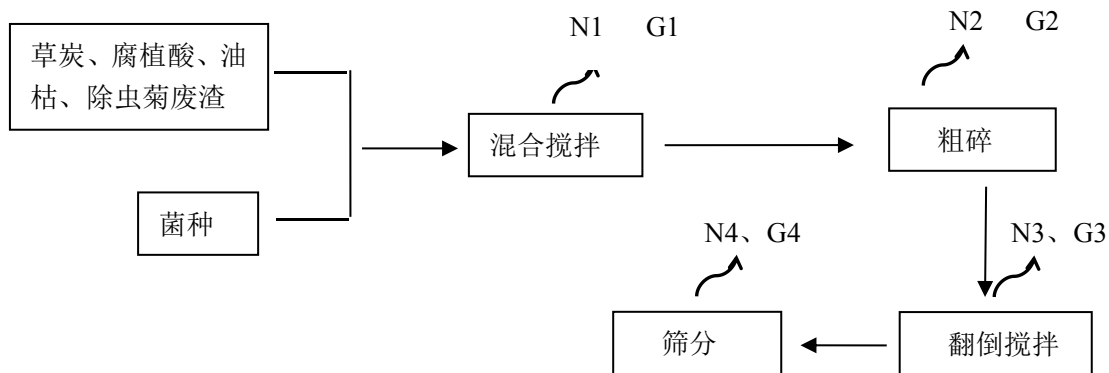 N1 G1
N2 G2
草炭、腐植酸、油
枯、除虫菊废渣
混合搅拌
粗碎
菌种
N4、G4
N3、G3
筛分
翻倒搅拌